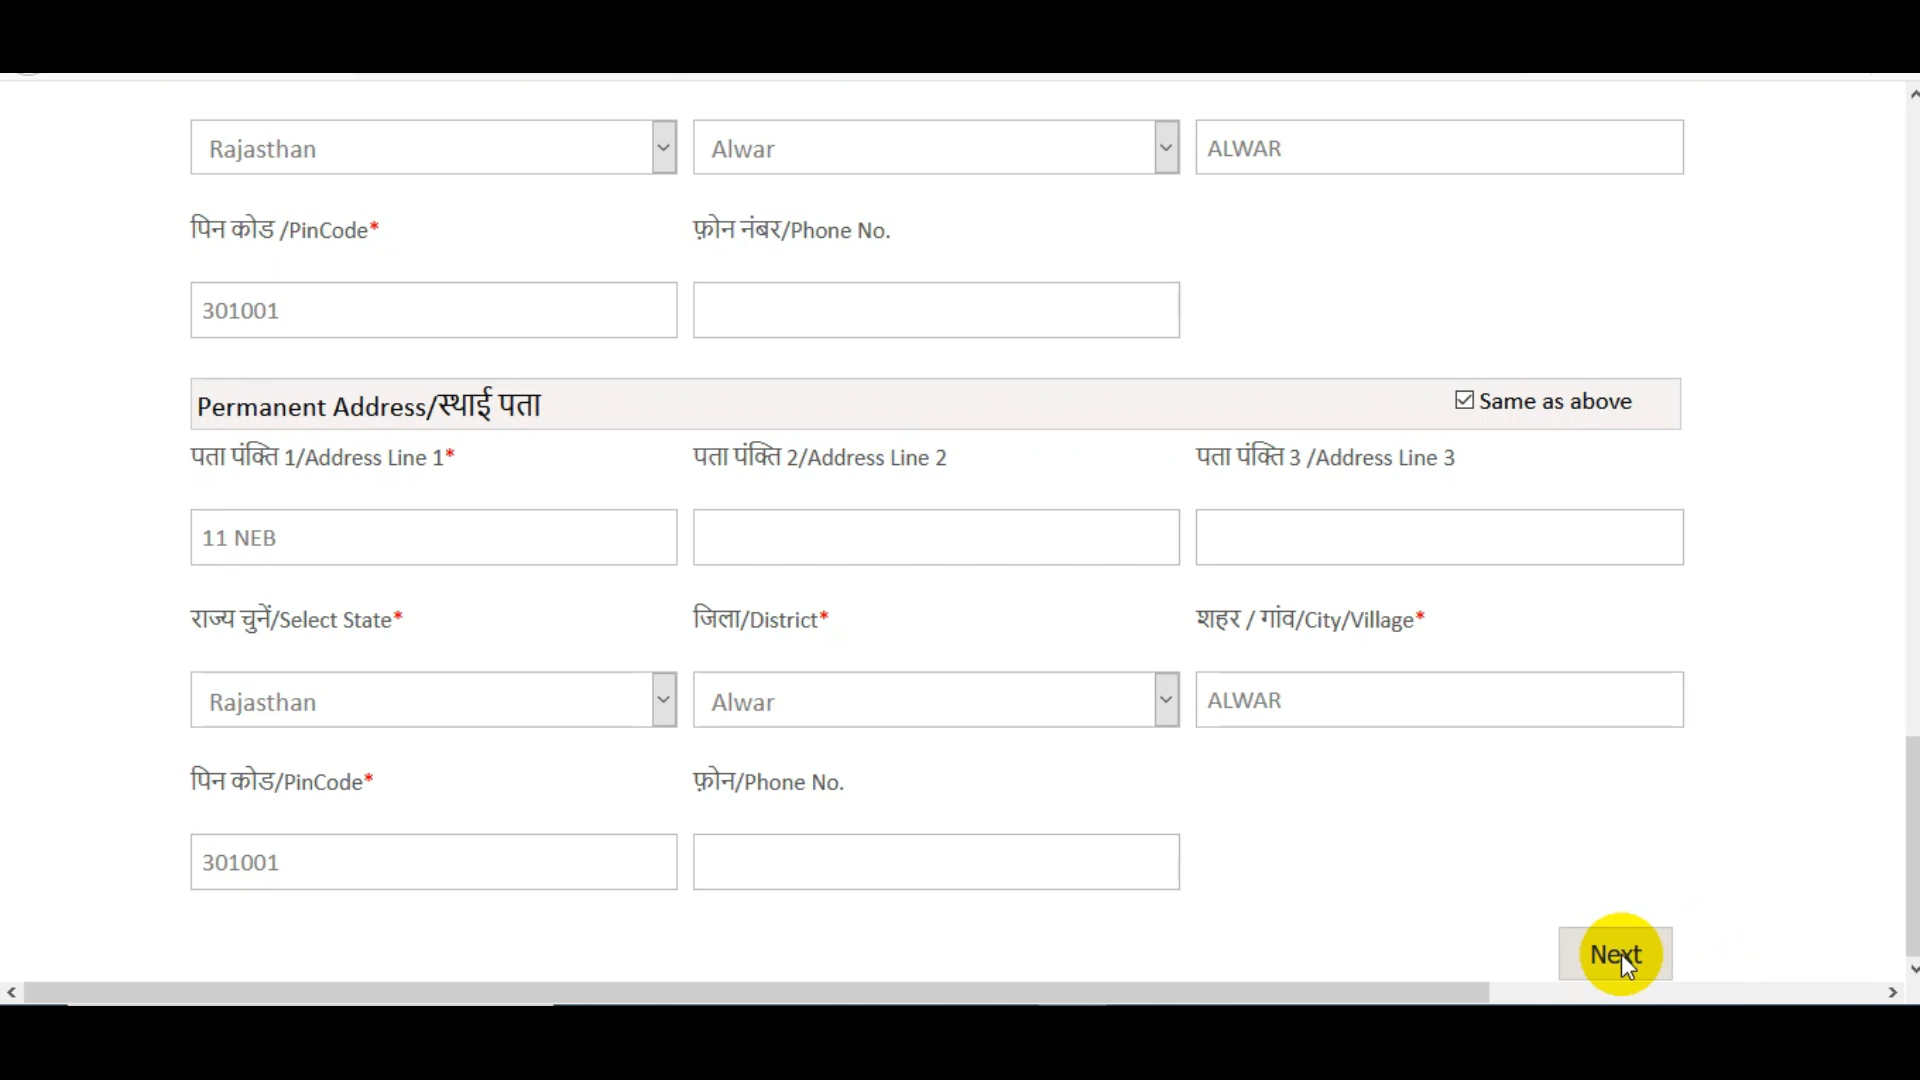 Rajasthan Alwar ALWAR
पिन कोड /PinCode* फ़ोन नंबर/Phone No.
301001
Permanent Address/स्थाई पता Same as above
पता पंक्ति 1/Address Line 1* पता पंक्ति 2/Address Line 2 पता पंक्ति 3 /Address Line 3
11 NEB
राज्य चुनें/Select State* जिला/District* शहर / गांव/City/Village*
Rajasthan Alwar ALWAR
पिन कोड/PinCode* फ़ोन/Phone No.
301001
Next